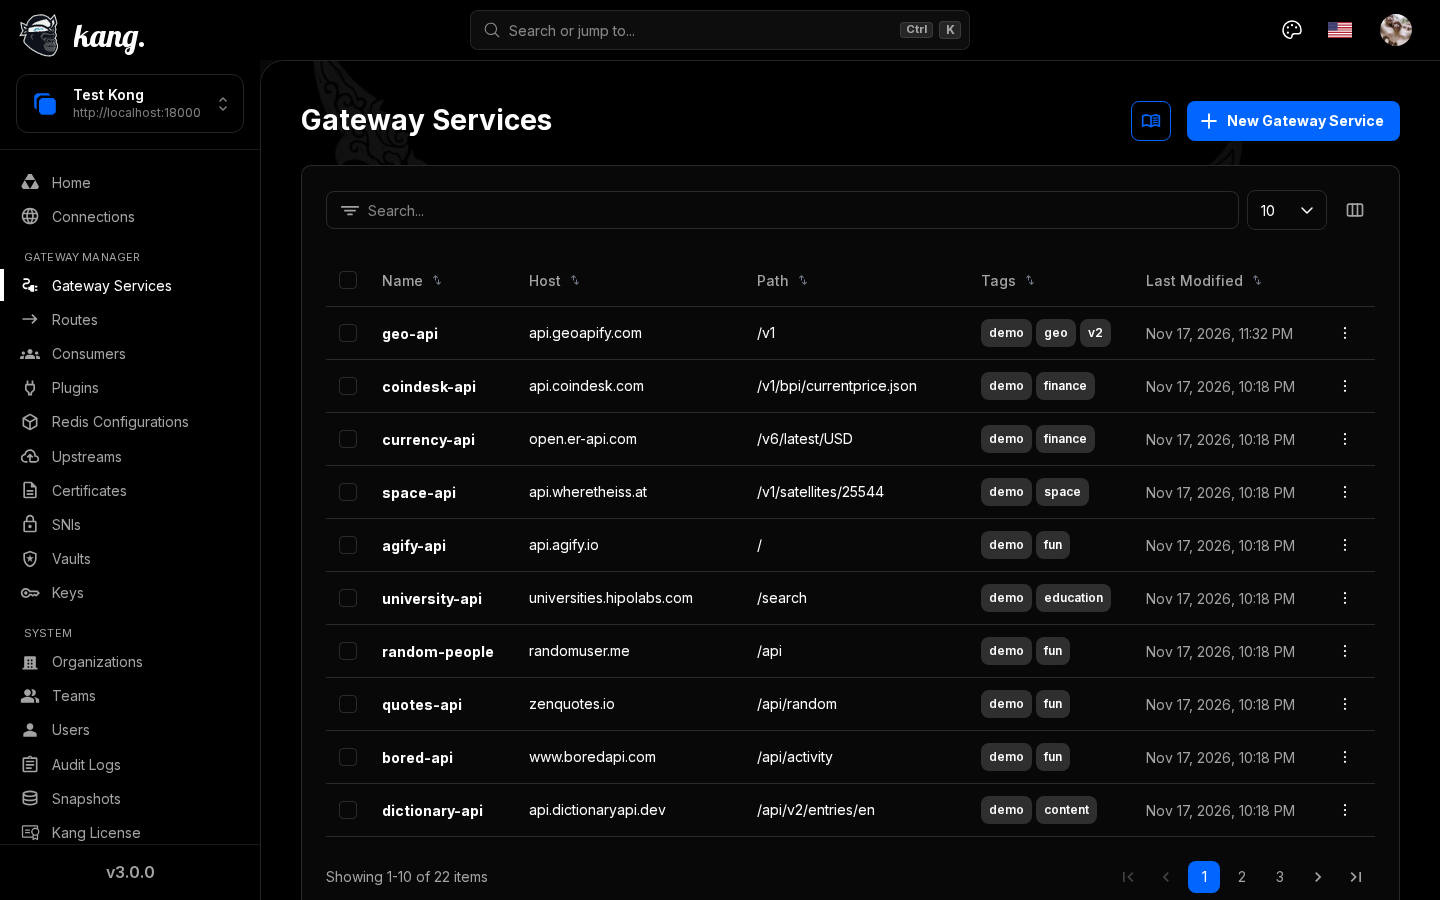 kang.
Search or jump to...
Ctrl K
Test Kong
http://localhost:18000
Home
Connections
GATEWAY MANAGER
Gateway Services
Routes
Consumers
Plugins
Redis Configurations
Upstreams
Certificates
SNIs
Vaults
Keys
SYSTEM
Organizations
Teams
Users
Audit Logs
Snapshots
Kang License
v3.0.0
Gateway Services
New Gateway Service
Search...
10
Name Host Path Tags Last Modified
geo-api api.geoapify.com /v1 demo geo v2 Nov 17, 2026, 11:32 PM
coindesk-api api.coindesk.com /v1/bpi/currentprice.json demo finance Nov 17, 2026, 10:18 PM
currency-api open.er-api.com /v6/latest/USD demo finance Nov 17, 2026, 10:18 PM
space-api api.wheretheiss.at /v1/satellites/25544 demo space Nov 17, 2026, 10:18 PM
agify-api api.agify.io / demo fun Nov 17, 2026, 10:18 PM
university-api universities.hipolabs.com /search demo education Nov 17, 2026, 10:18 PM
random-people randomuser.me /api demo fun Nov 17, 2026, 10:18 PM
quotes-api zenquotes.io /api/random demo fun Nov 17, 2026, 10:18 PM
bored-api www.boredapi.com /api/activity demo fun Nov 17, 2026, 10:18 PM
dictionary-api api.dictionaryapi.dev /api/v2/entries/en demo content Nov 17, 2026, 10:18 PM
Showing 1-10 of 22 items
1 2 3